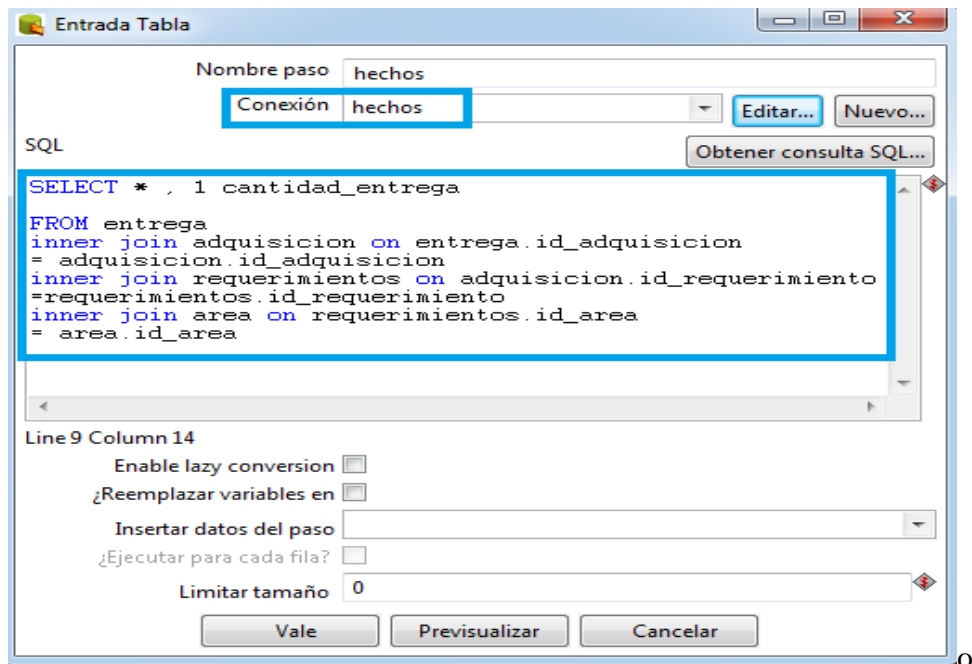 Entrada Tabla
Nombre paso hechos
Conexión hechos Editar... Nuevo...
SQL Obtener consulta SQL...
SELECT * , 1 cantidad_entrega
FROM entrega
inner join adquisicion on entrega.id_adquisicion
= adquisicion.id_adquisicion
inner join requerimientos on adquisicion.id_requerimiento
=requerimientos.id_requerimiento
inner join area on requerimientos.id_area
= area.id_area
Line 9 Column 14
Enable lazy conversion
¿Reemplazar variables en
Insertar datos del paso
¿Ejecutar para cada fila?
Limitar tamaño 0
Vale Previsualizar Cancelar
o